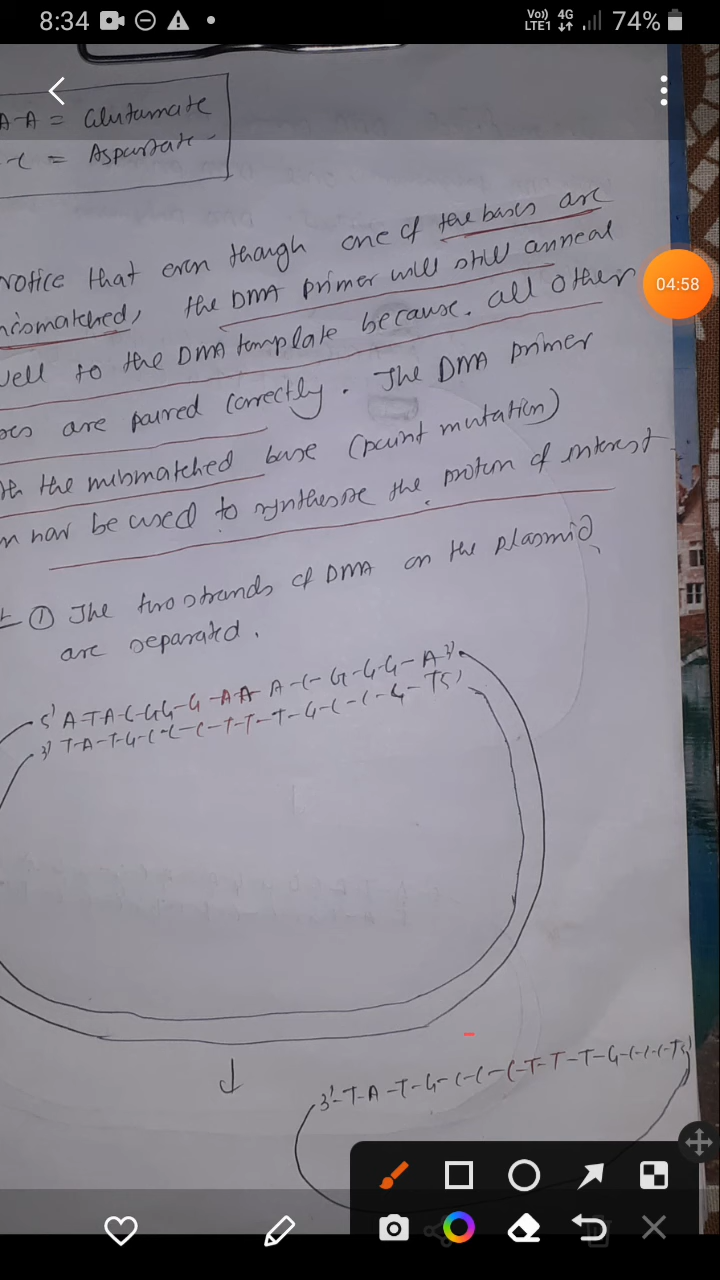 8:34
Vo)) 4G
LTE1
74%
A-A = Glutamate
-C = Aspartate
notice that even though one of the bases are
mismatched, the DNA primer will still anneal
well to the DNA template because. all other
ses are paired correctly. The DNA primer
th the mismatched base (point mutation)
n now be used to synthesize the protein of interest
04:58
① The two strands of DNA on the plasmid
are separated.
5' A-T-A-C-G-G-G-A-A-A-C-G-G-G-A 3'
3' T-A-T-G-C-C-C-T-T-T-G-C-C-G-T 5'
3'-T-A-T-G-C-C-C-T-T-T-G-C-C-C-T 5'